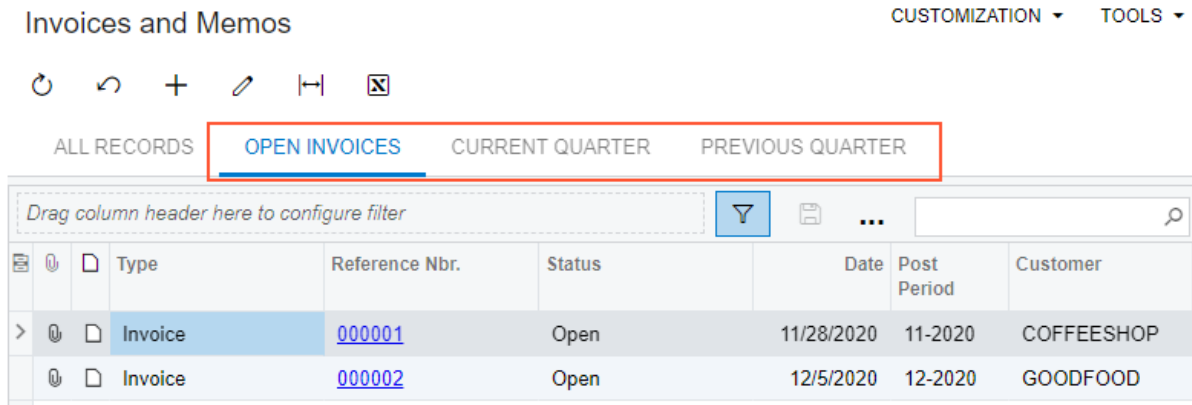 Invoices and Memos CUSTOMIZATION TOOLS
ALL RECORDS OPEN INVOICES CURRENT QUARTER PREVIOUS QUARTER
Drag column header here to configure filter ...
Type Reference Nbr. Status Date Post Customer
Period
Invoice 000001 Open 11/28/2020 11-2020 COFFEESHOP
Invoice 000002 Open 12/5/2020 12-2020 GOODFOOD